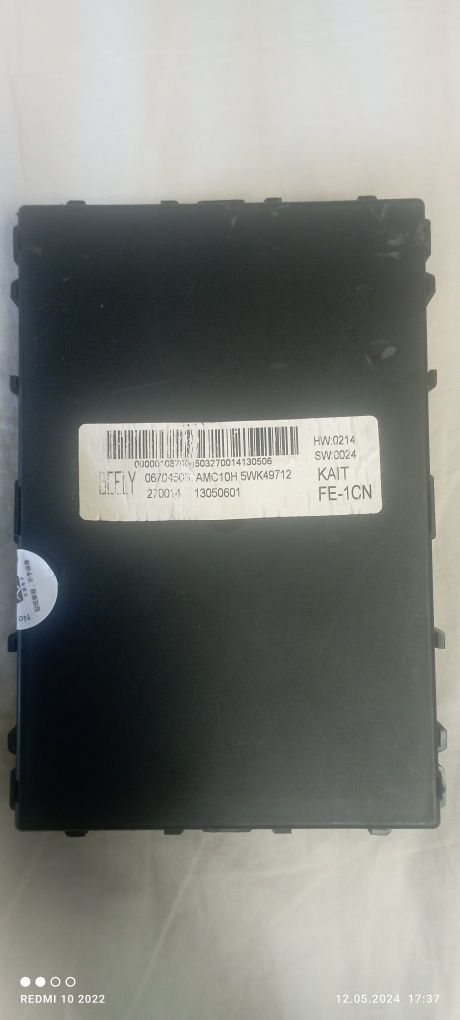 HW:0214
SW:0024
GEELY AMC10H 5WK49712
KAIT
270014 13050601
FE-1CN
No
REDMI 10 2022
12.05.2024 17:37